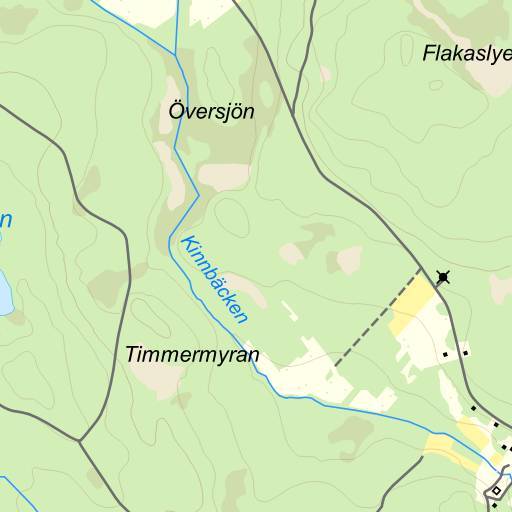 Flakaslye
Översjön
n
Kinnbäcken
Timmermyran